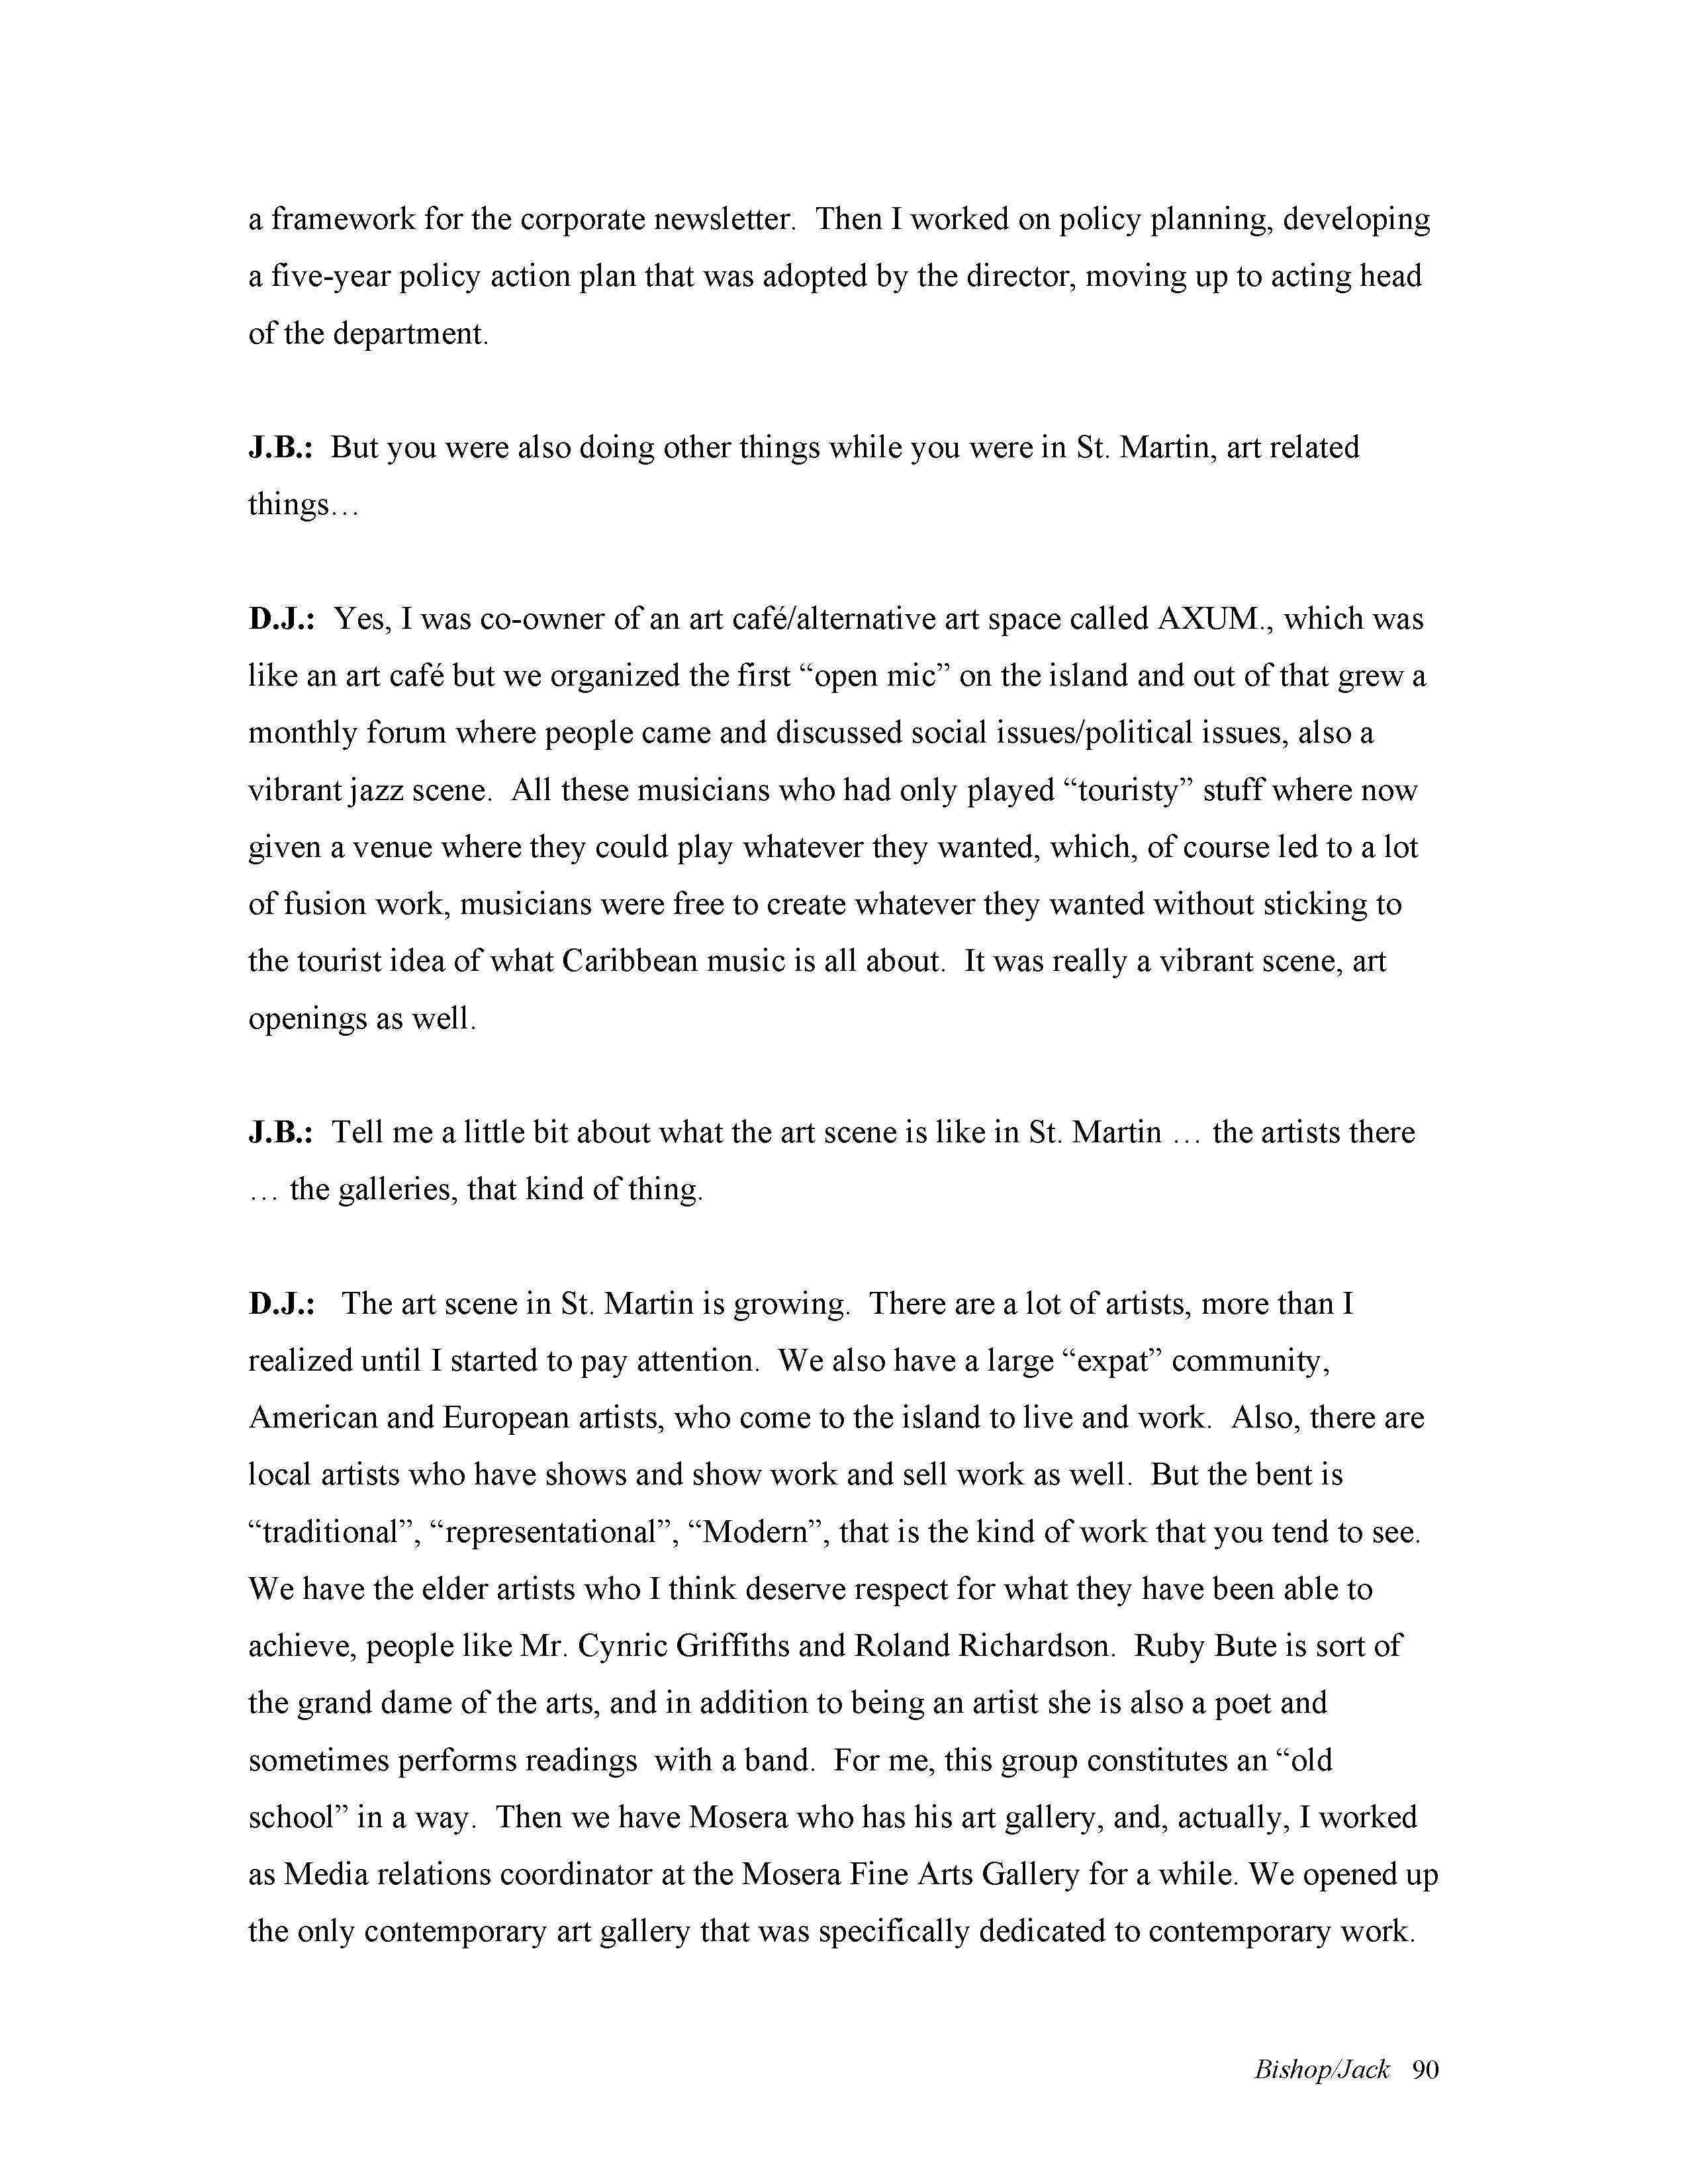 a framework for the corporate newsletter.  Then I worked on policy planning, developing
a five-year policy action plan that was adopted by the director, moving up to acting head
of the department.
J.B.:  But you were also doing other things while you were in St. Martin, art related
things…
D.J.:  Yes, I was co-owner of an art café/alternative art space called AXUM., which was
like an art café but we organized the first “open mic” on the island and out of that grew a
monthly forum where people came and discussed social issues/political issues, also a
vibrant jazz scene.  All these musicians who had only played “touristy” stuff where now
given a venue where they could play whatever they wanted, which, of course led to a lot
of fusion work, musicians were free to create whatever they wanted without sticking to
the tourist idea of what Caribbean music is all about.  It was really a vibrant scene, art
openings as well.
J.B.:  Tell me a little bit about what the art scene is like in St. Martin … the artists there
… the galleries, that kind of thing.
D.J.:   The art scene in St. Martin is growing.  There are a lot of artists, more than I
realized until I started to pay attention.  We also have a large “expat” community,
American and European artists, who come to the island to live and work.  Also, there are
local artists who have shows and show work and sell work as well.  But the bent is
“traditional”, “representational”, “Modern”, that is the kind of work that you tend to see.
We have the elder artists who I think deserve respect for what they have been able to
achieve, people like Mr. Cynric Griffiths and Roland Richardson.  Ruby Bute is sort of
the grand dame of the arts, and in addition to being an artist she is also a poet and
sometimes performs readings  with a band.  For me, this group constitutes an “old
school” in a way.  Then we have Mosera who has his art gallery, and, actually, I worked
as Media relations coordinator at the Mosera Fine Arts Gallery for a while. We opened up
the only contemporary art gallery that was specifically dedicated to contemporary work.
Bishop/Jack   90